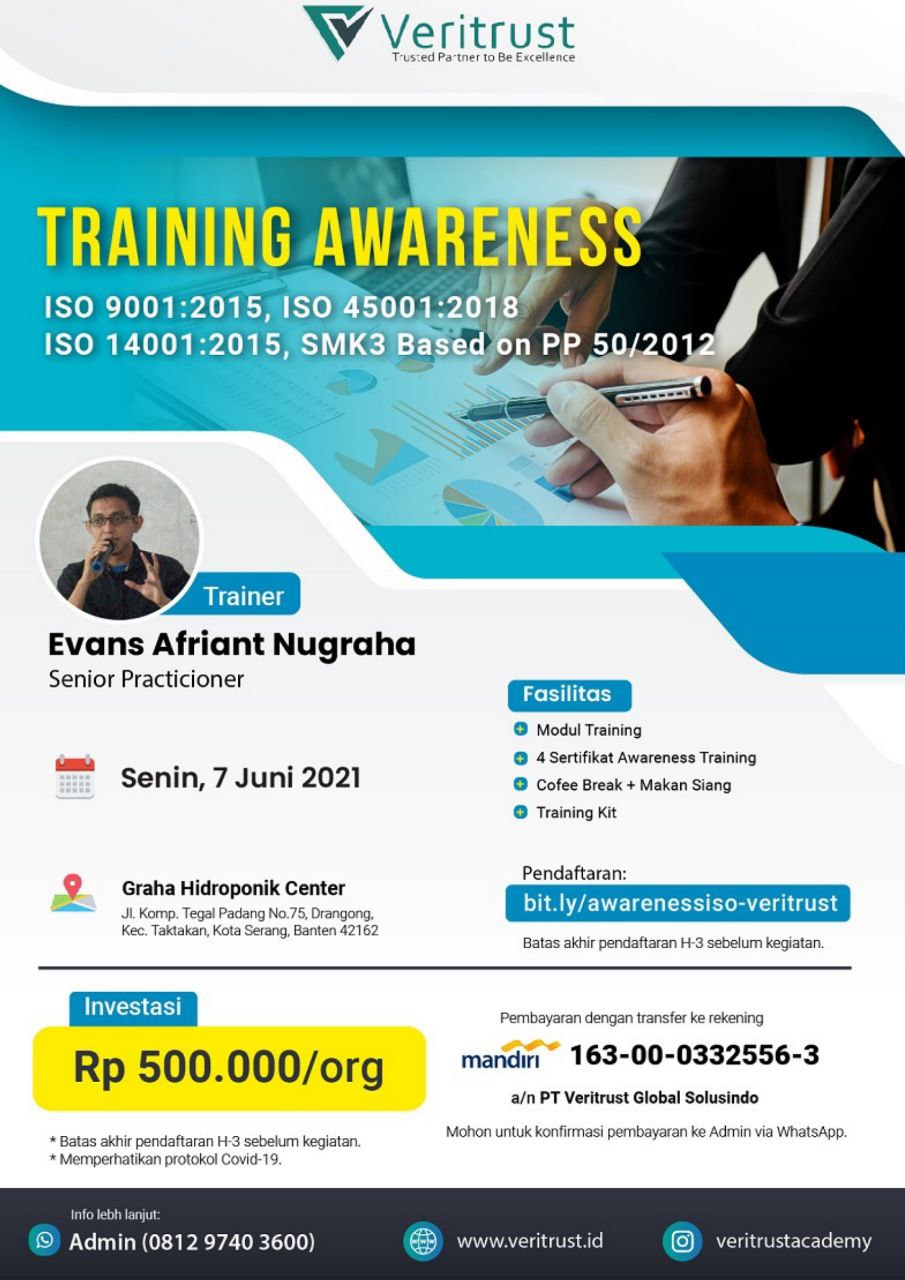 Veritrust
Trusted Partner to Be Excellence
TRAINING AWARENESS
ISO 9001:2015, ISO 45001:2018
ISO 14001:2015, SMK3 Based on PP 50/2012
Trainer
Evans Afriant Nugraha
Senior Practicioner
Senin, 7 Juni 2021
Graha Hidroponik Center
Jl. Komp. Tegal Padang No.75, Drangong,
Kec. Taktakan, Kota Serang, Banten 42162
Fasilitas
Modul Training
4 Sertifikat Awareness Training
Cofee Break + Makan Siang
Training Kit
Pendaftaran:
bit.ly/awarenessiso-veritrust
Batas akhir pendaftaran H-3 sebelum kegiatan.
Investasi
Rp 500.000/org
* Batas akhir pendaftaran H-3 sebelum kegiatan.
* Memperhatikan protokol Covid-19.
Pembayaran dengan transfer ke rekening
mandiri 163-00-0332556-3
a/n PT Veritrust Global Solusindo
Mohon untuk konfirmasi pembayaran ke Admin via WhatsApp.
Info lebh lanjut:
Admin (0812 9740 3600)
www.veritrust.id
veritrustacademy